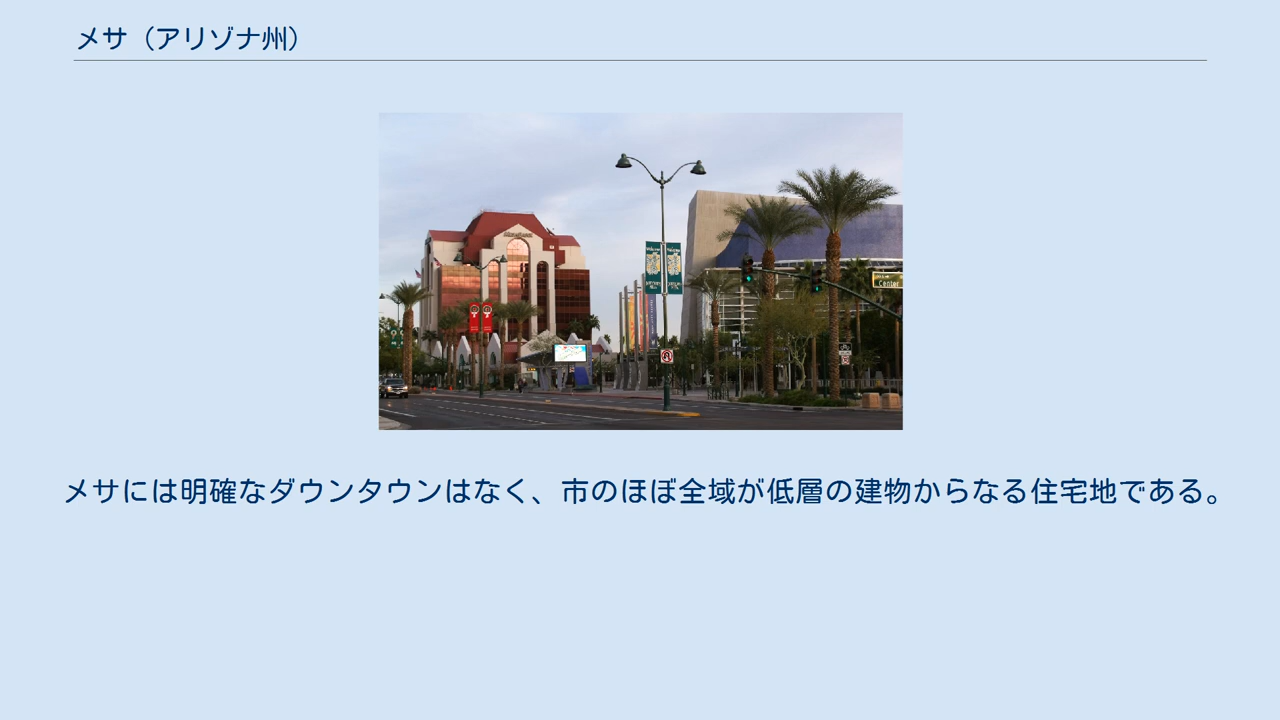 メサ（アリゾナ州）
Center
メサには明確なダウンタウンはなく、市のほぼ全域が低層の建物からなる住宅地である。